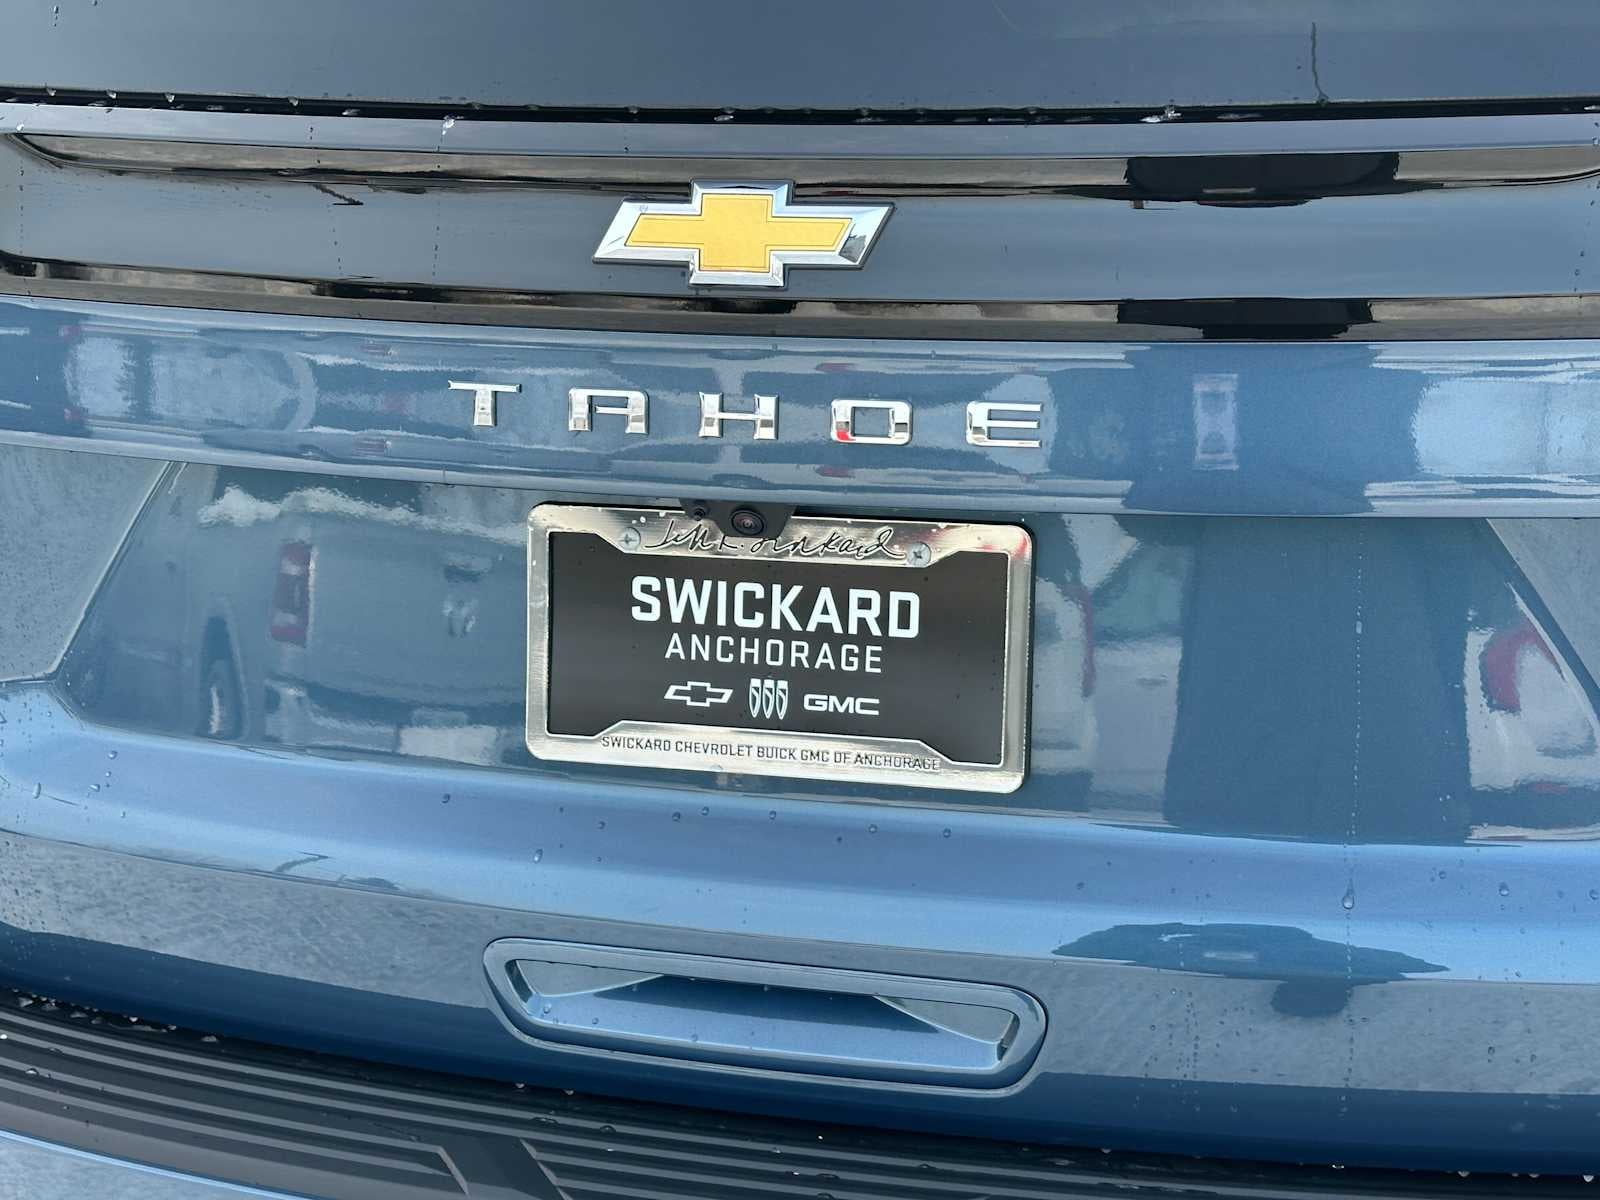 TAHOE
SWICKARD
ANCHORAGE
GMC
SWICKARD CHEVROLET BUICK GMC OF ANCHORAGE